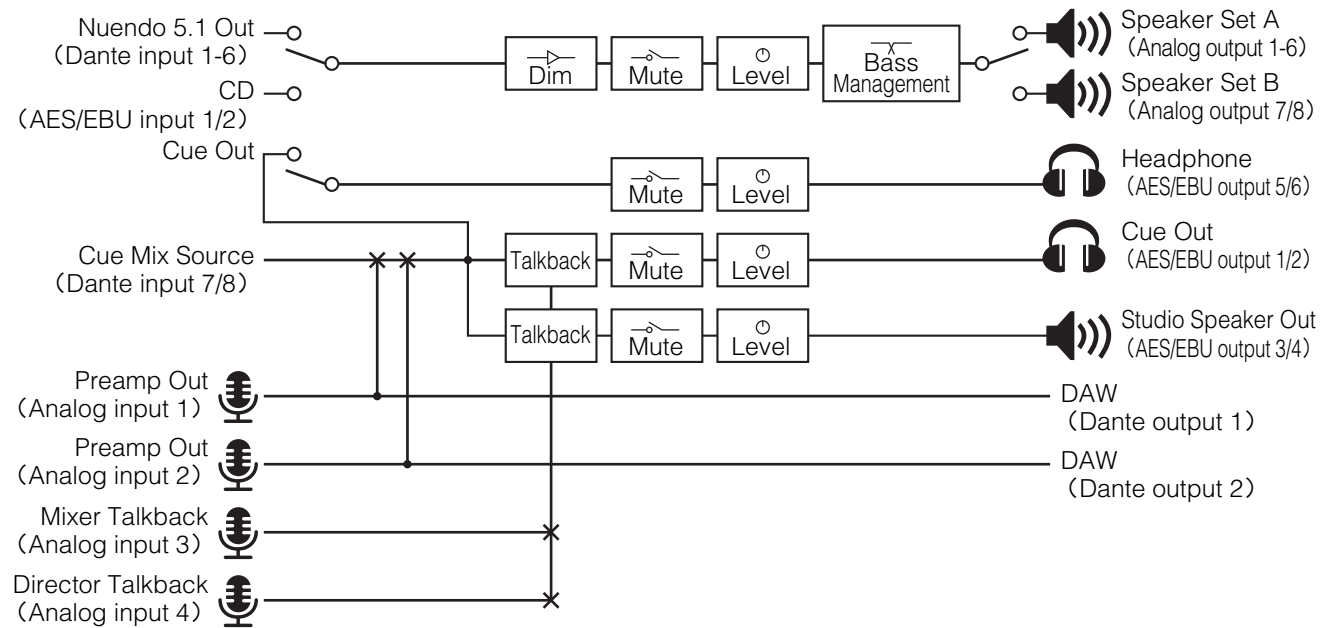 Nuendo 5.1 Out
（Dante input 1-6）
CD
（AES/EBU input 1/2）
Dim
Mute
Level
Bass
Management
Speaker Set A
（Analog output 1-6）
Speaker Set B
（Analog output 7/8）
Cue Out
Mute
Level
Headphone
（AES/EBU output 5/6）
Cue Mix Source
（Dante input 7/8）
Talkback
Mute
Level
Cue Out
（AES/EBU output 1/2）
Talkback
Mute
Level
Studio Speaker Out
（AES/EBU output 3/4）
Preamp Out
（Analog input 1）
DAW
（Dante output 1）
Preamp Out
（Analog input 2）
DAW
（Dante output 2）
Mixer Talkback
（Analog input 3）
Director Talkback
（Analog input 4）